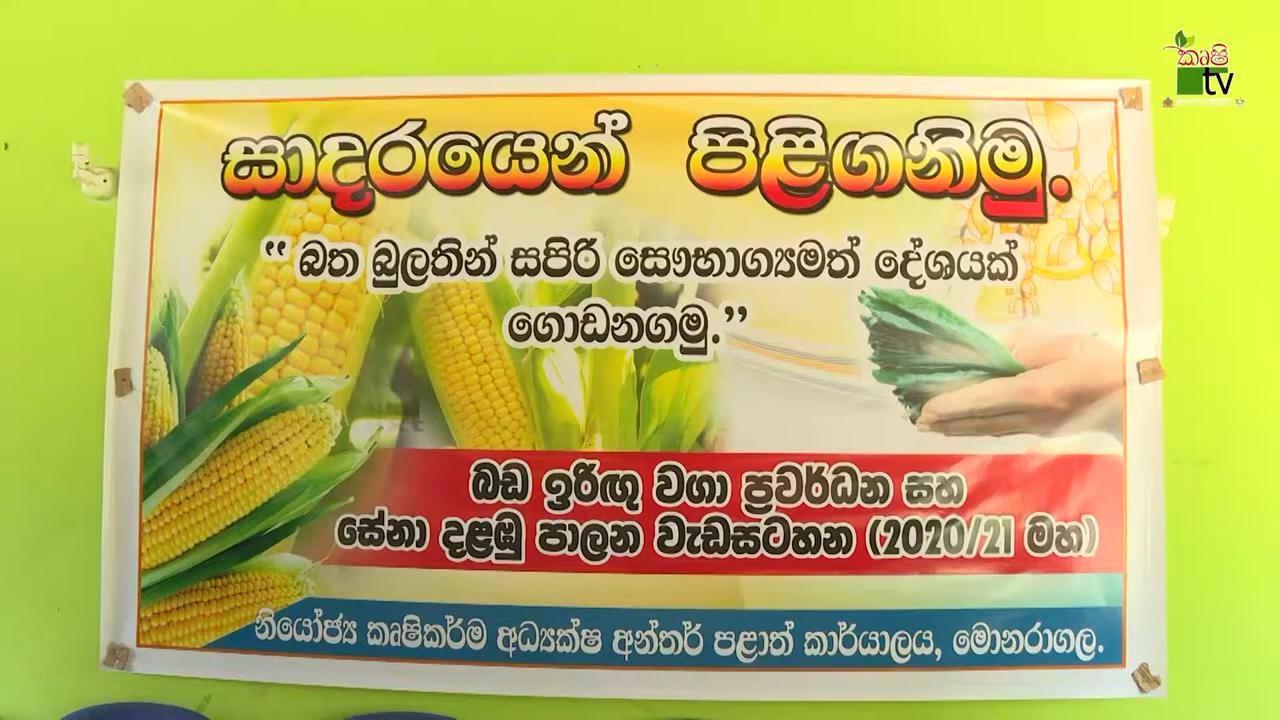 කෘෂි
tv
සාදරයෙන් පිළිගනිමු.
“ බත බුලතින් සපිරි සෞභාග්‍යමත් දේශයක්
ගොඩනගමු.”
බඩ ඉරිඟු වගා ප්‍රවර්ධන සහ
සේනා දළඹු පාලන වැඩසටහන (2020/21 මහ)
නියෝජ්‍ය කෘෂිකර්ම අධ්‍යක්ෂ අන්තර් පළාත් කාර්යාලය, මොනරාගල.